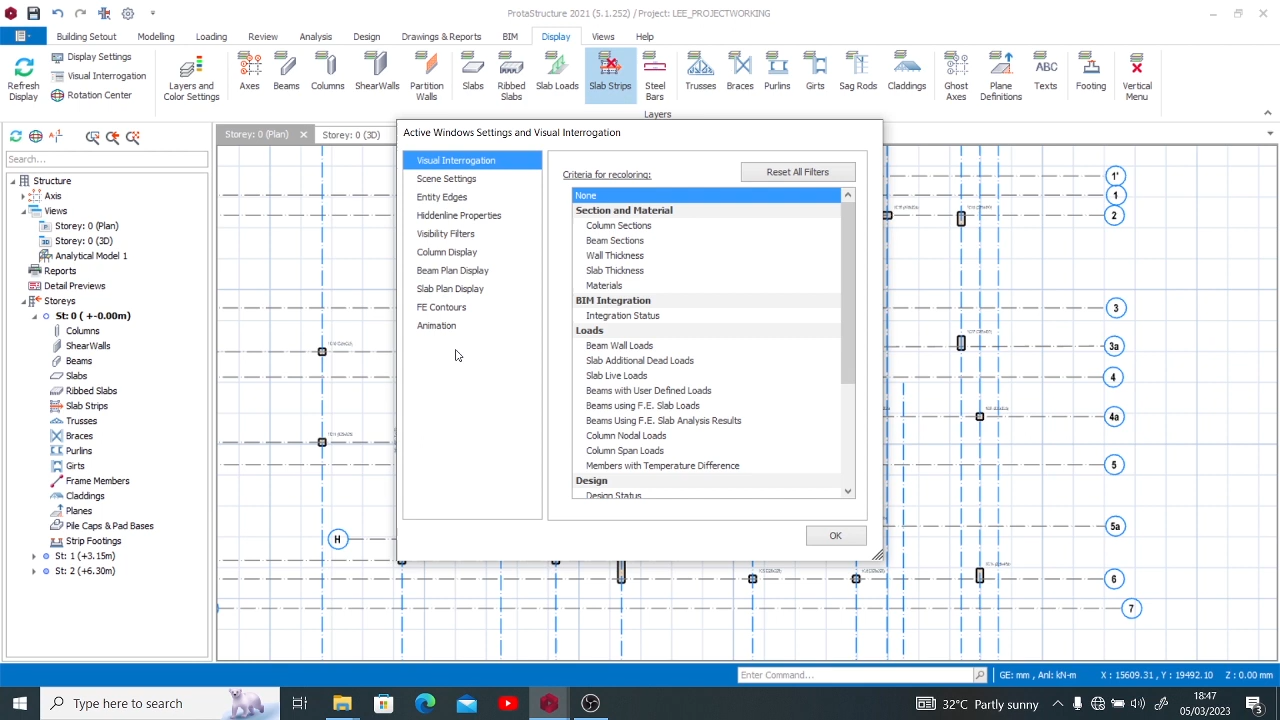 ProtaStructure 2021 (5.1.252) / Project: LEE_PROJECTWORKING
Building Setout Modelling Loading Review Analysis Design Drawings & Reports BIM Display Views Help
Refresh Display
Display Settings
Visual Interrogation
Rotation Center
Layers and Color Settings
Axes
Beams
Columns
ShearWalls
Partition Walls
Slabs
Ribbed Slabs
Slab Loads
Slab Strips
Steel Bars
Trusses
Braces
Purlins
Girts
Sag Rods
Claddings
Ghost Axes
Plane Definitions
ABC
Texts
Footing
Vertical Menu
Layers
Storey: 0 (Plan)
Storey: 0 (3D)
Search...
Structure
Axis
Views
Storey: 0 (Plan)
Storey: 0 (3D)
Analytical Model 1
Reports
Detail Previews
Storeys
St: 0 ( +-0.00m)
Columns
ShearWalls
Beams
Slabs
Ribbed Slabs
Slab Strips
Trusses
Braces
Purlins
Girts
Frame Members
Claddings
Planes
Pile Caps & Pad Bases
Strip Footings
St: 1 (+3.15m)
St: 2 (+6.30m)
Active Windows Settings and Visual Interrogation
Visual Interrogation
Scene Settings
Entity Edges
Hiddenline Properties
Visibility Filters
Column Display
Beam Plan Display
Slab Plan Display
FE Contours
Animation
Criteria for recoloring:
Reset All Filters
None
Section and Material
Column Sections
Beam Sections
Wall Thickness
Slab Thickness
Materials
BIM Integration
Integration Status
Loads
Beam Wall Loads
Slab Additional Dead Loads
Slab Live Loads
Beams with User Defined Loads
Beams using F.E. Slab Loads
Beams Using F.E. Slab Analysis Results
Column Nodal Loads
Column Span Loads
Members with Temperature Difference
Design
Design Status
OK
1'
1
2
3
3a
4
4a
5
5a
6
7
H
Enter Command...
GE: mm , Anl: kN-m
X : 15609.31 , Y : 19492.10
Z : 0.00 mm
Type here to search
32°C Partly sunny
18:47
05/03/2023